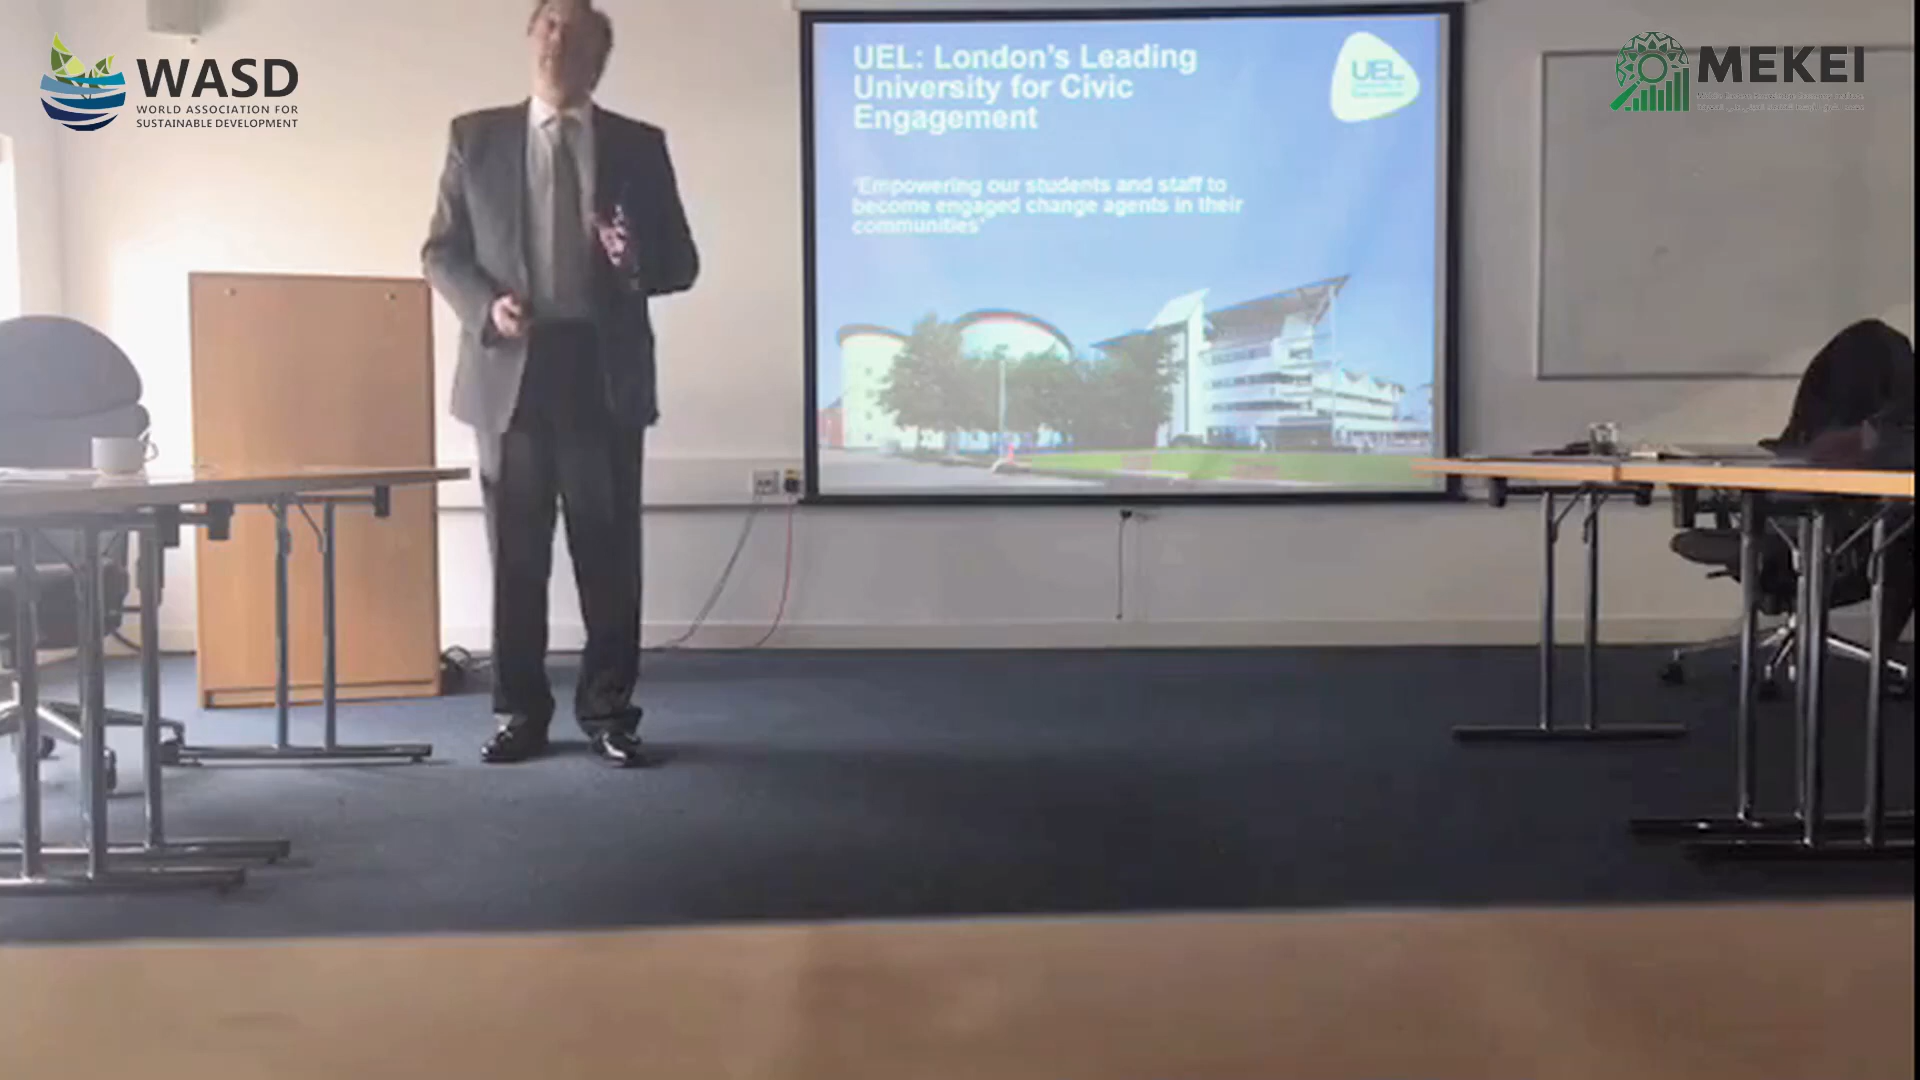 WASD
WORLD ASSOCIATION FOR
SUSTAINABLE DEVELOPMENT
UEL: London's Leading
University for Civic
Engagement
UEL
'Empowering our students and staff to
become engaged change agents in their
communities'
MEKEI